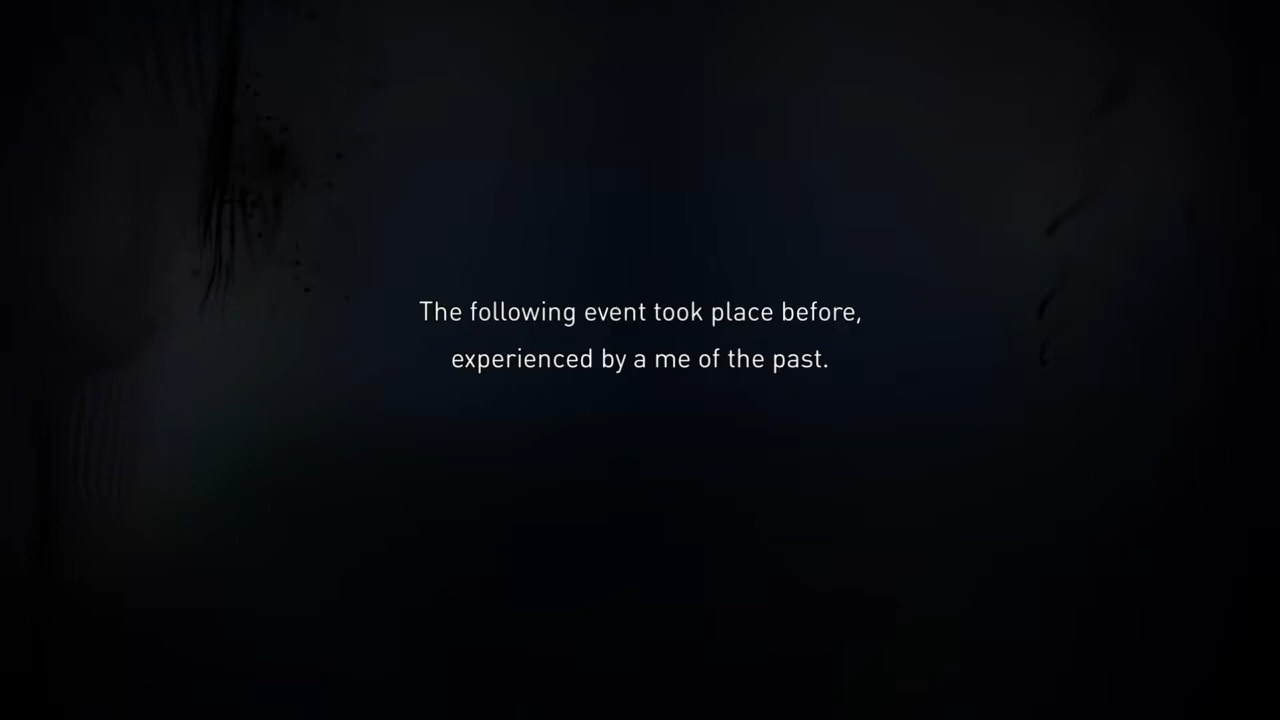 The following event took place before,
experienced by a me of the past.